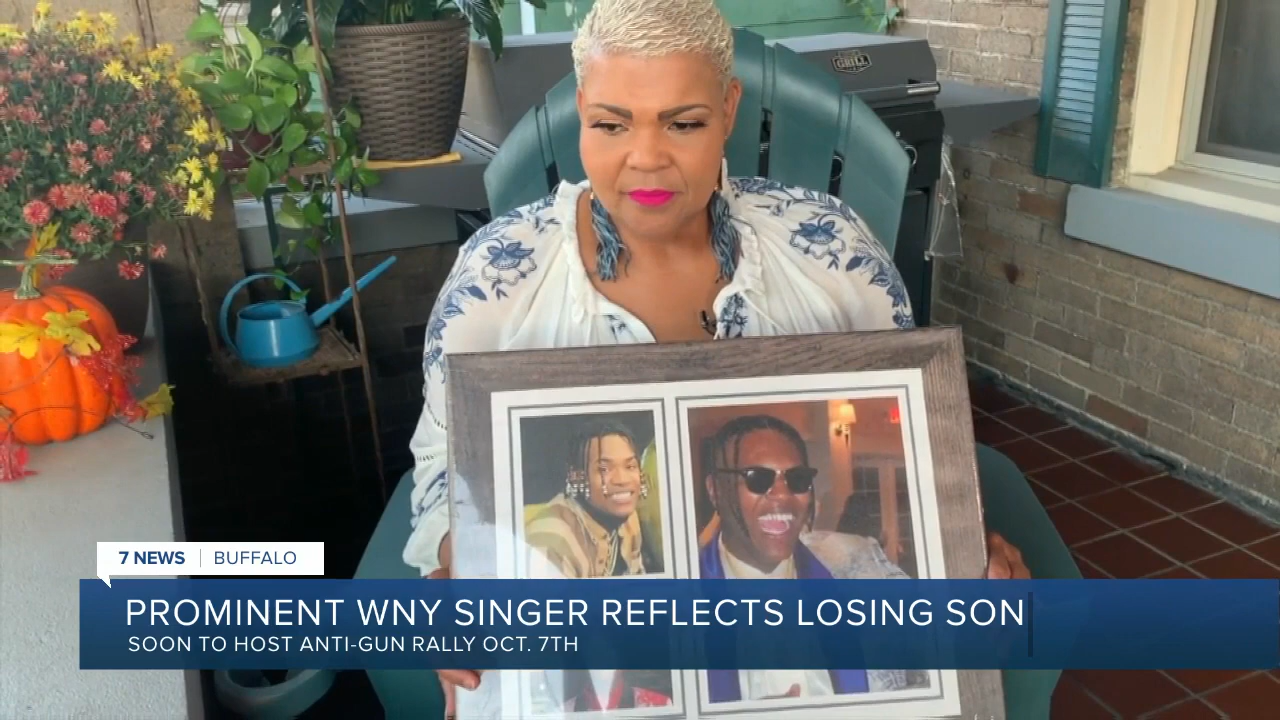 GRILL
7 NEWS | BUFFALO
PROMINENT WNY SINGER REFLECTS LOSING SON
SOON TO HOST ANTI-GUN RALLY OCT. 7TH